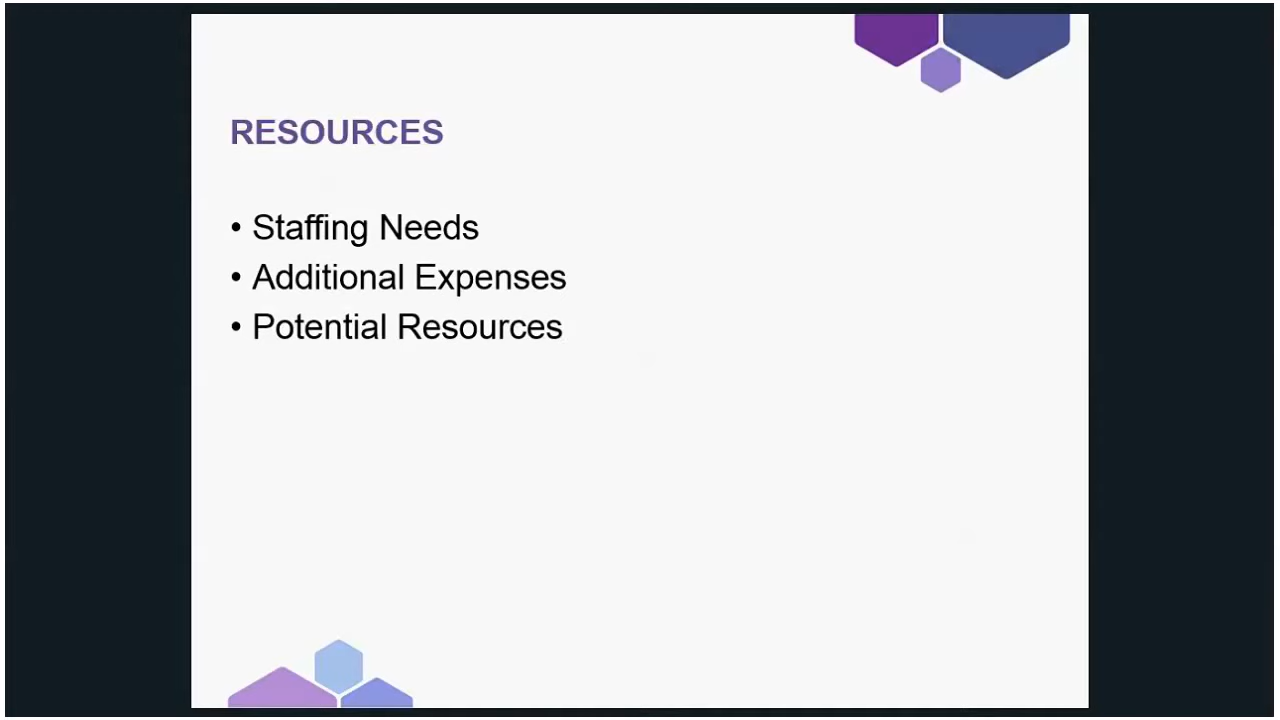 RESOURCES
• Staffing Needs
• Additional Expenses
• Potential Resources